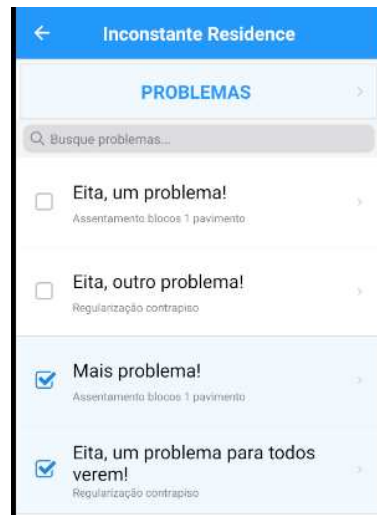 Inconstante Residence
PROBLEMAS
Busque problemas...
Eita, um problema!
Assentamento blocos 1 pavimento
Eita, outro problema!
Regularização contrapiso
Mais problema!
Assentamento blocos 1 pavimento
Eita, um problema para todos
verem!
Regularização contrapiso